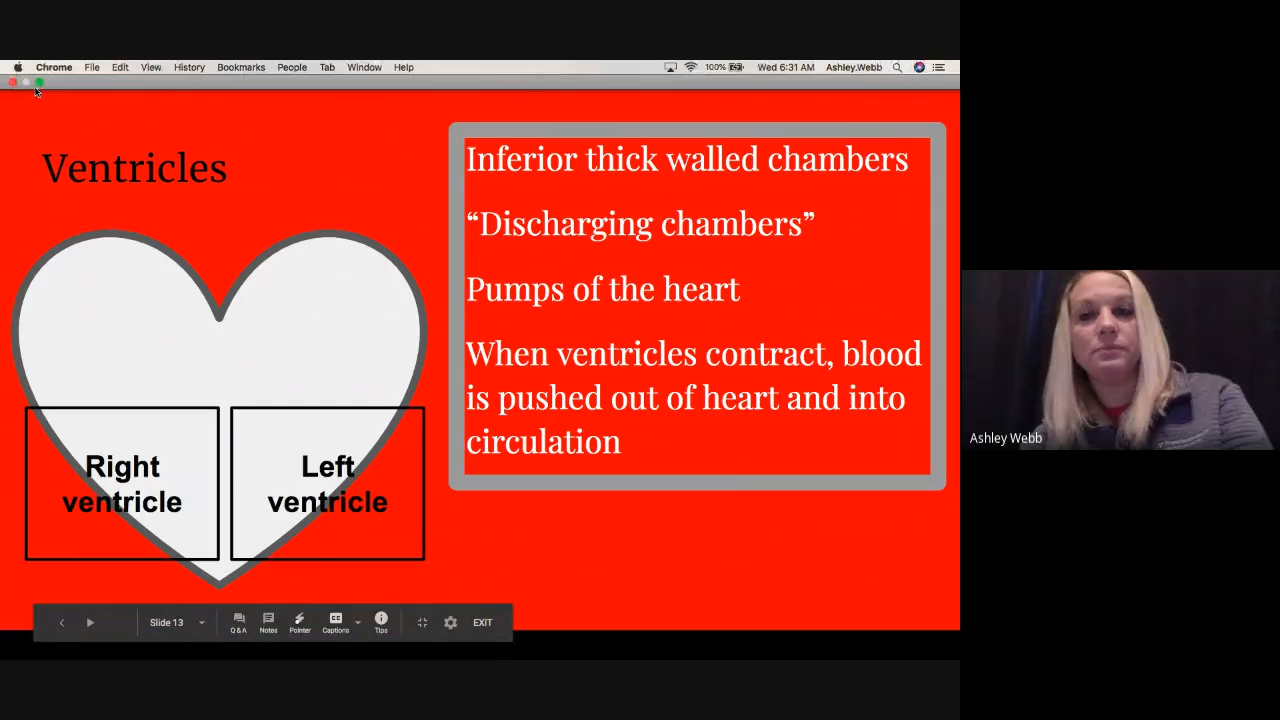 Chrome File Edit View History Bookmarks People Tab Window Help 100% Wed 6:31 AM Ashley.Webb
Ventricles
Inferior thick walled chambers
“Discharging chambers”
Pumps of the heart
When ventricles contract, blood
is pushed out of heart and into
circulation
Right
ventricle
Left
ventricle
Ashley Webb
Slide 13 Q&A Notes Pointer Captions Tips EXIT
CC